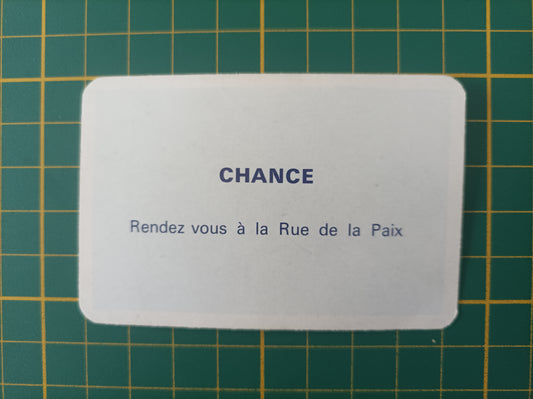 CHANCE
Rendez vous à la Rue de la Paix